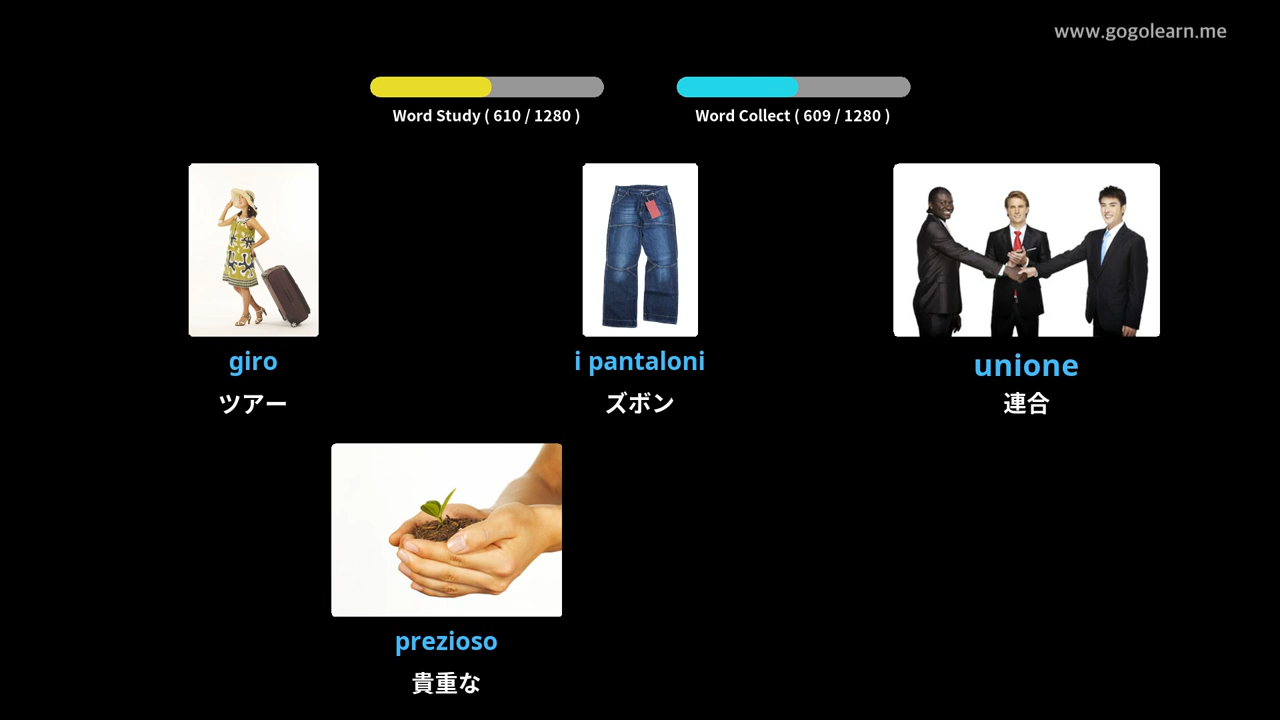 www.gogolearn.me
Word Study ( 610 / 1280 )
Word Collect ( 609 / 1280 )
giro
ツアー
i pantaloni
ズボン
unione
連合
prezioso
貴重な